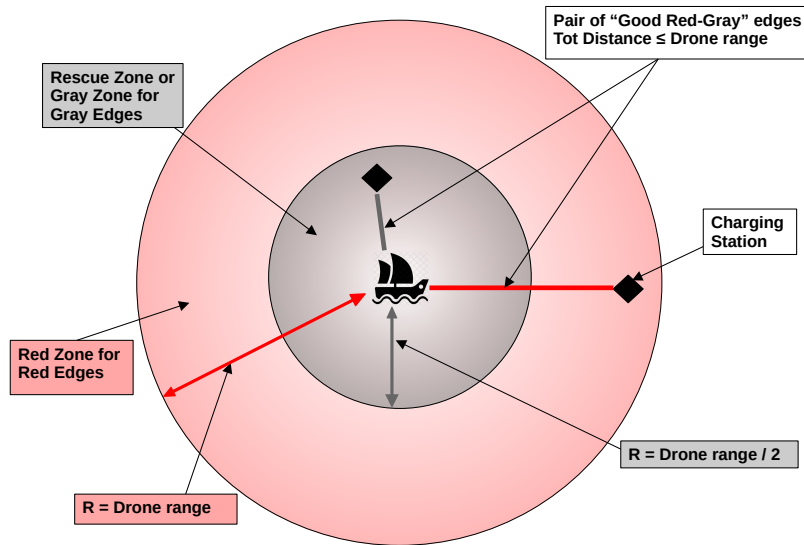 Pair of “Good Red-Gray” edges
Tot Distance ≤ Drone range
Rescue Zone or
Gray Zone for
Gray Edges
Charging
Station
Red Zone for
Red Edges
R = Drone range / 2
R = Drone range